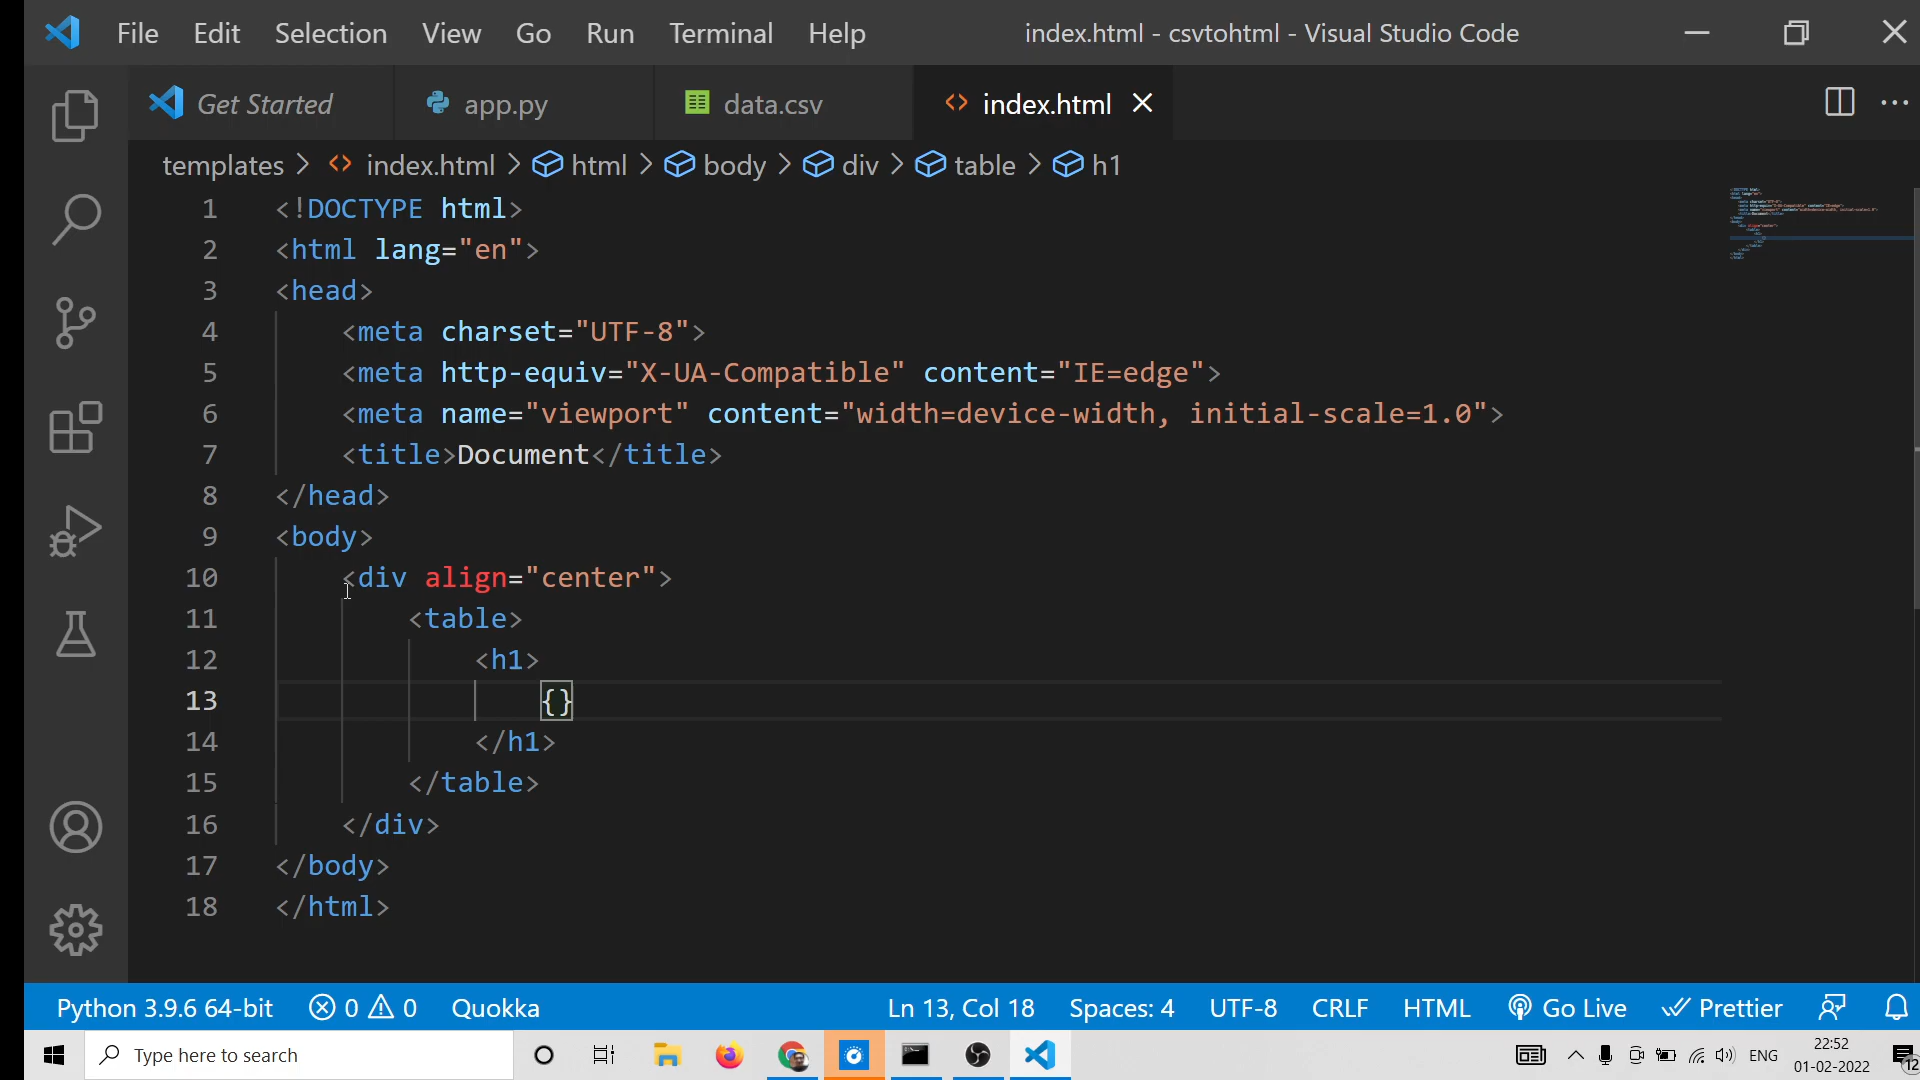 File Edit Selection View Go Run Terminal Help index.html - csvtohtml - Visual Studio Code
Get Started app.py data.csv index.html
templates > index.html > html > body > div > table > h1
1 <!DOCTYPE html>
2 <html lang="en">
3 <head>
4 <meta charset="UTF-8">
5 <meta http-equiv="X-UA-Compatible" content="IE=edge">
6 <meta name="viewport" content="width=device-width, initial-scale=1.0">
7 <title>Document</title>
8 </head>
9 <body>
10 <div align="center">
11 <table>
12 <h1>
13 {}
14 </h1>
15 </table>
16 </div>
17 </body>
18 </html>
Python 3.9.6 64-bit 0 0 Quokka Ln 13, Col 18 Spaces: 4 UTF-8 CRLF HTML Go Live Prettier
Type here to search ENG 22:52
01-02-2022 12